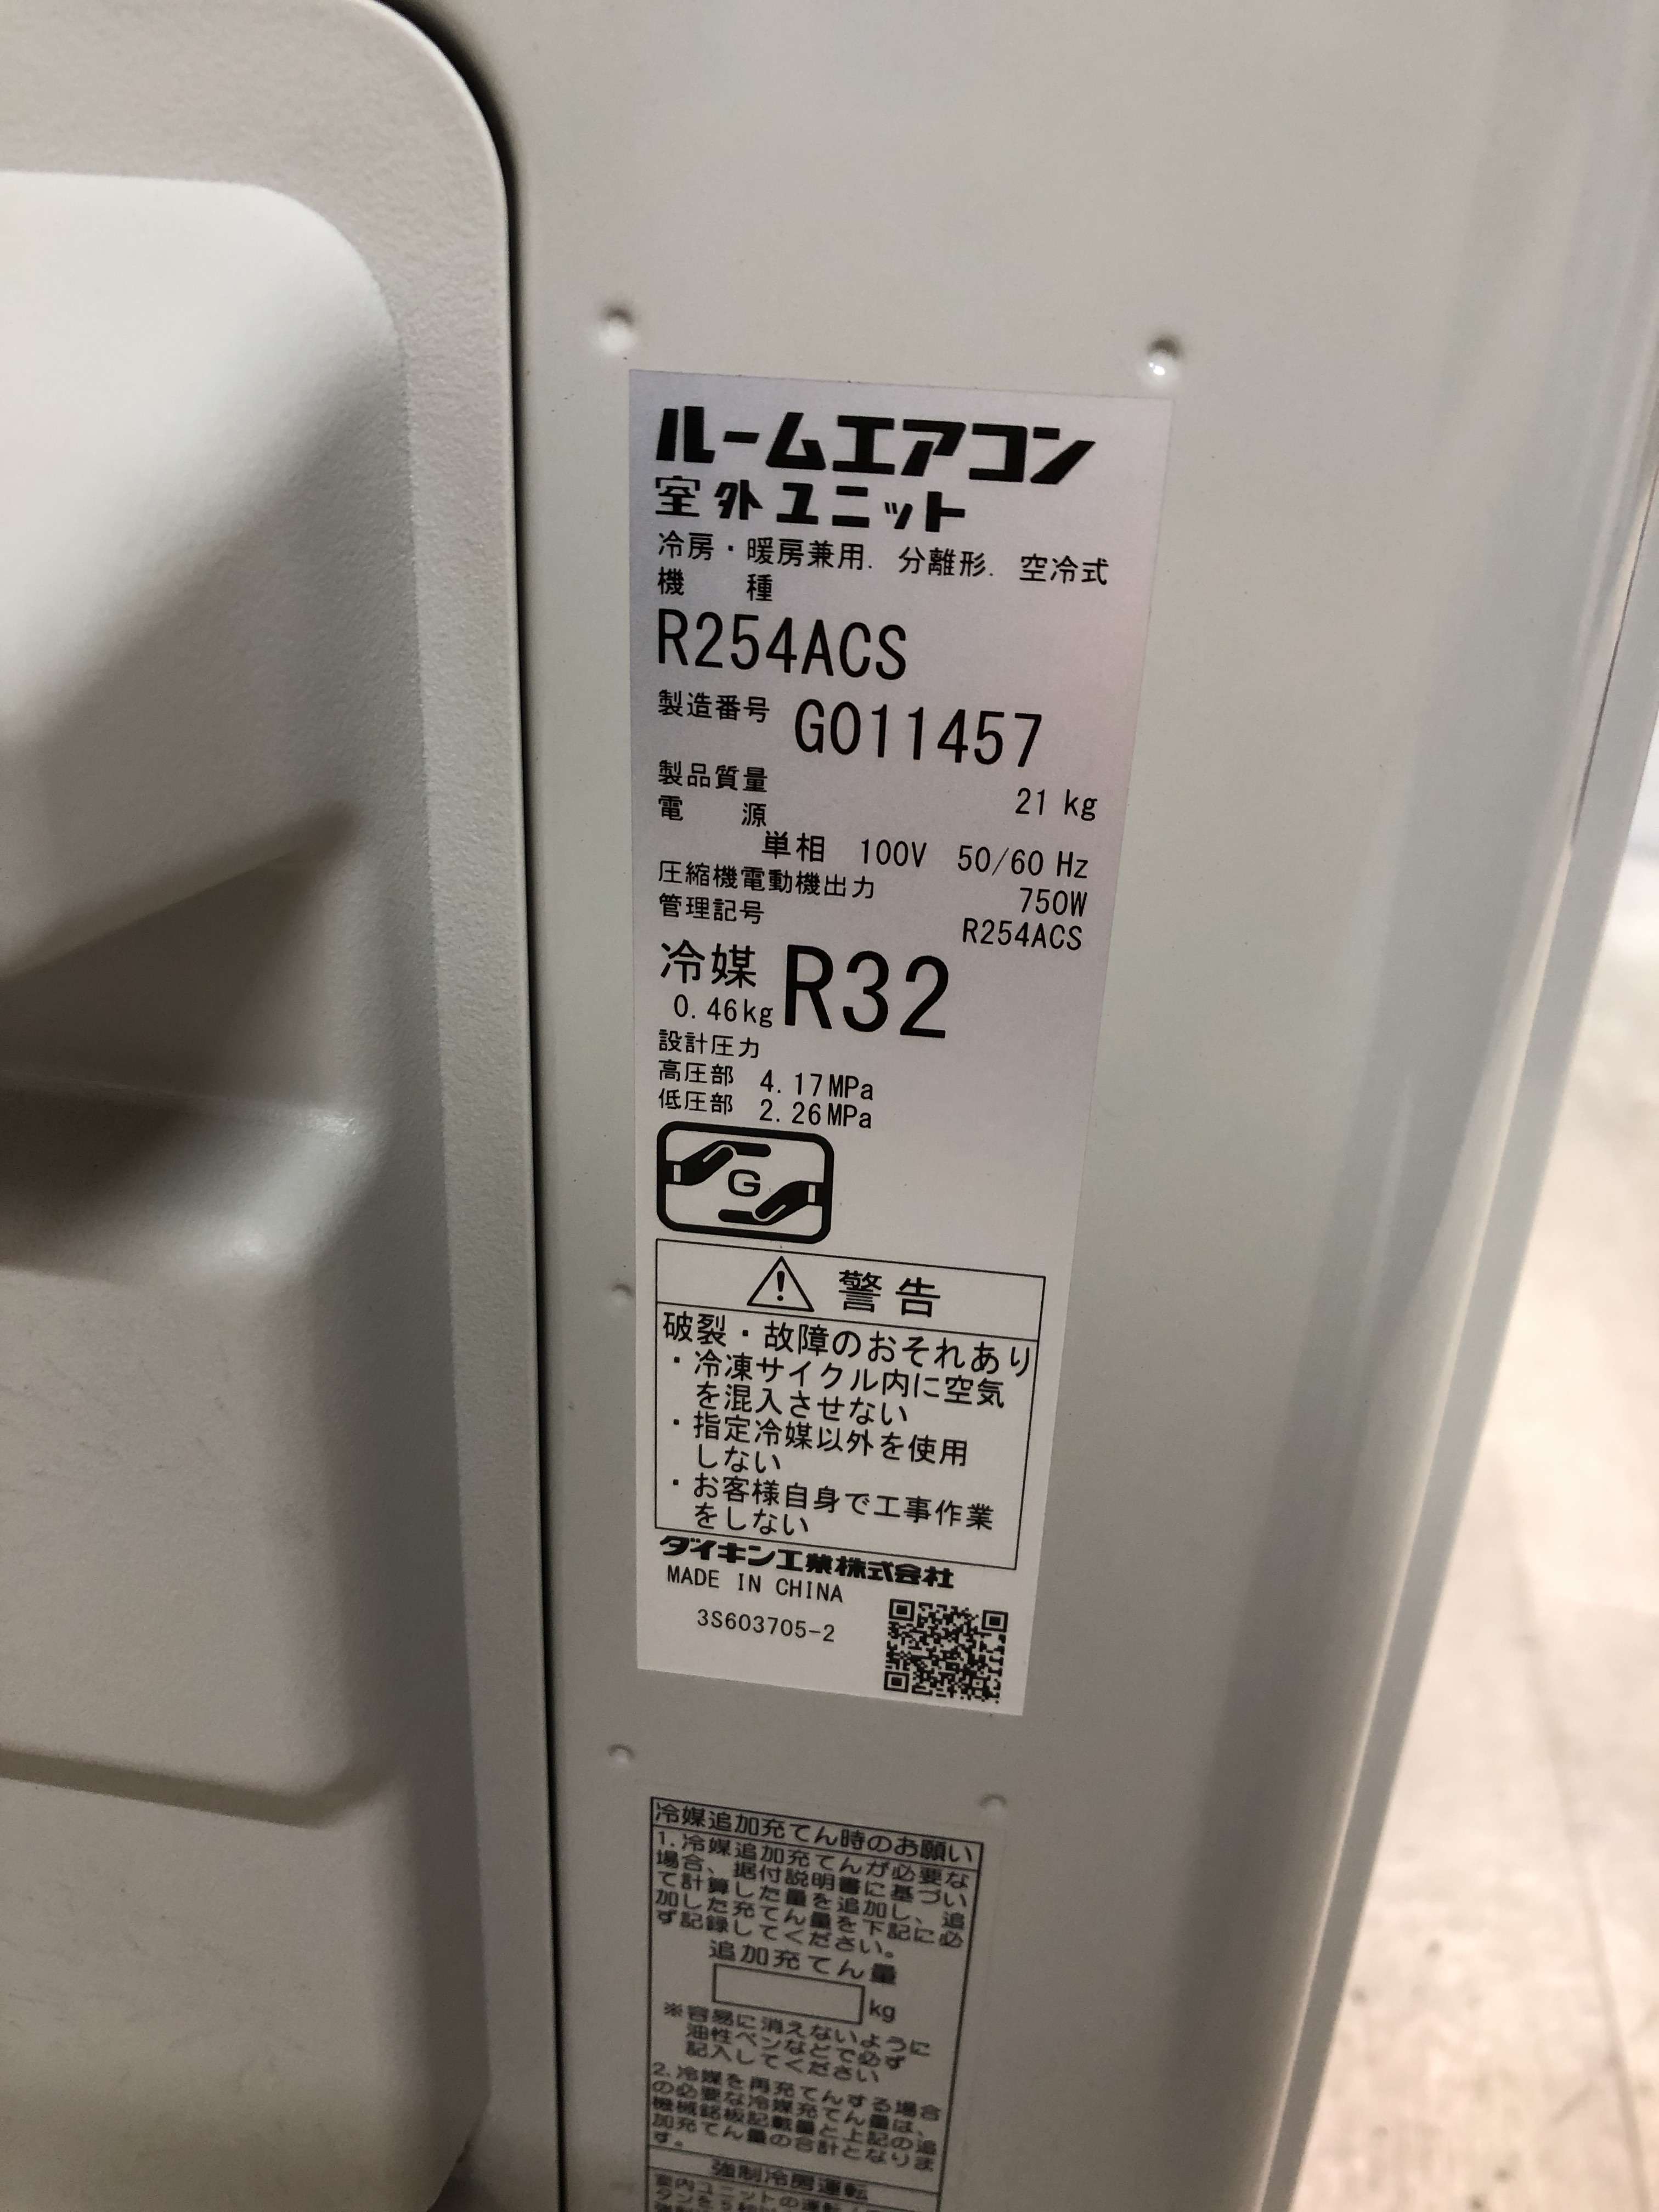 ルームエアコン
室外ユニット
冷房・暖房兼用. 分離形. 空冷式
機 種
R254ACS
製造番号 G011457
製品質量 21 kg
電 源
単相 100V 50/60 Hz
圧縮機電動機出力 750W
管理記号 R254ACS
冷媒 R32
0.46kg
設計圧力
高圧部 4.17MPa
低圧部 2.26MPa
G
警告
破裂・故障のおそれあり
・冷凍サイクル内に空気
を混入させない
・指定冷媒以外を使用
しない
・お客様自身で工事作業
をしない
ダイキン工業株式会社
MADE IN CHINA
3S603705-2
冷媒追加充てん時のお願い
1.冷媒追加充てんが必要な
場合、据付説明書に基づい
て計算した量を追加し、追
加した充てん量を下記に必
ず記録してください。
追加充てん量
kg
※容易に消えないように
油性ペンなどで必ず
記入してください
2.冷媒を再充てんする場合
の必要な冷媒充てん量は、
機械銘板記載量と上記の追
加充てん量の合計となりま
す。
強制冷房運転
室内ユニットの運転